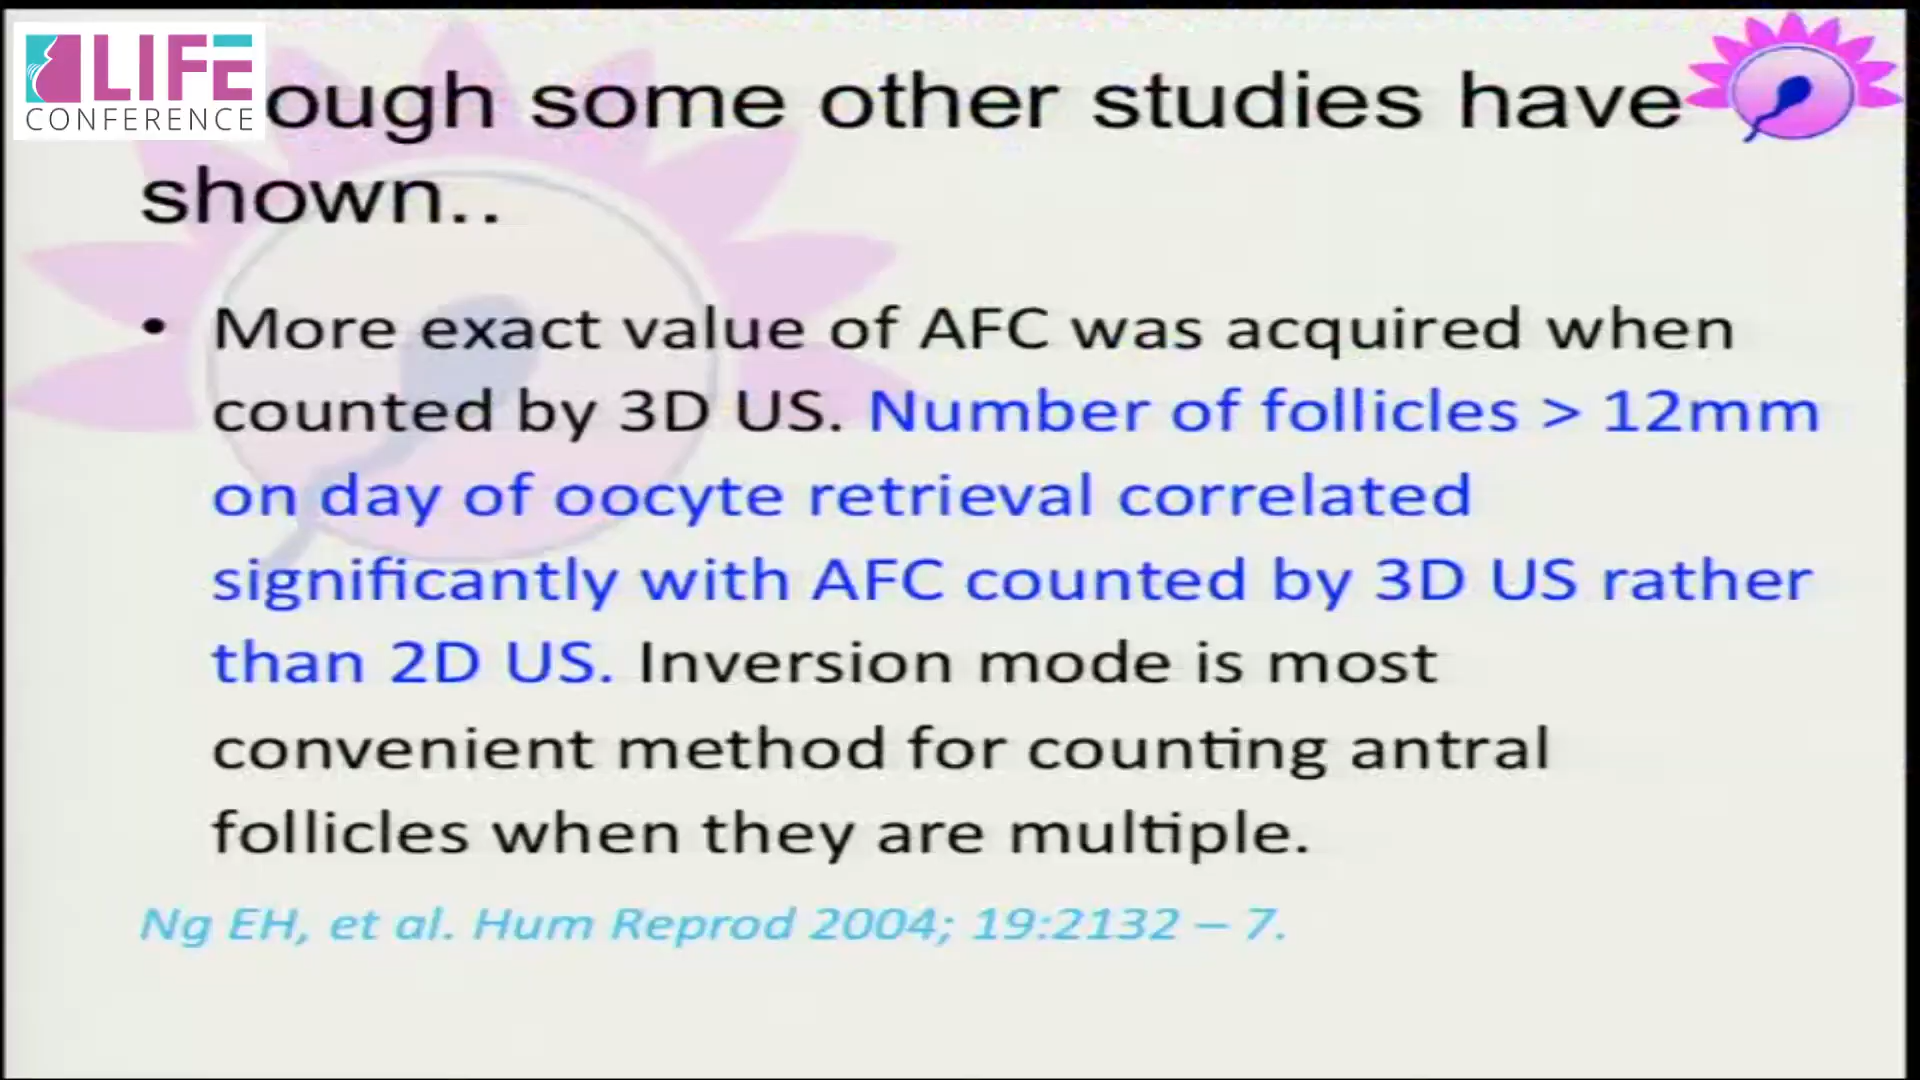 LIFE
CONFERENCE
ough some other studies have
shown..
• More exact value of AFC was acquired when
counted by 3D US. Number of follicles > 12mm
on day of oocyte retrieval correlated
significantly with AFC counted by 3D US rather
than 2D US. Inversion mode is most
convenient method for counting antral
follicles when they are multiple.
Ng EH, et al. Hum Reprod 2004; 19:2132 – 7.